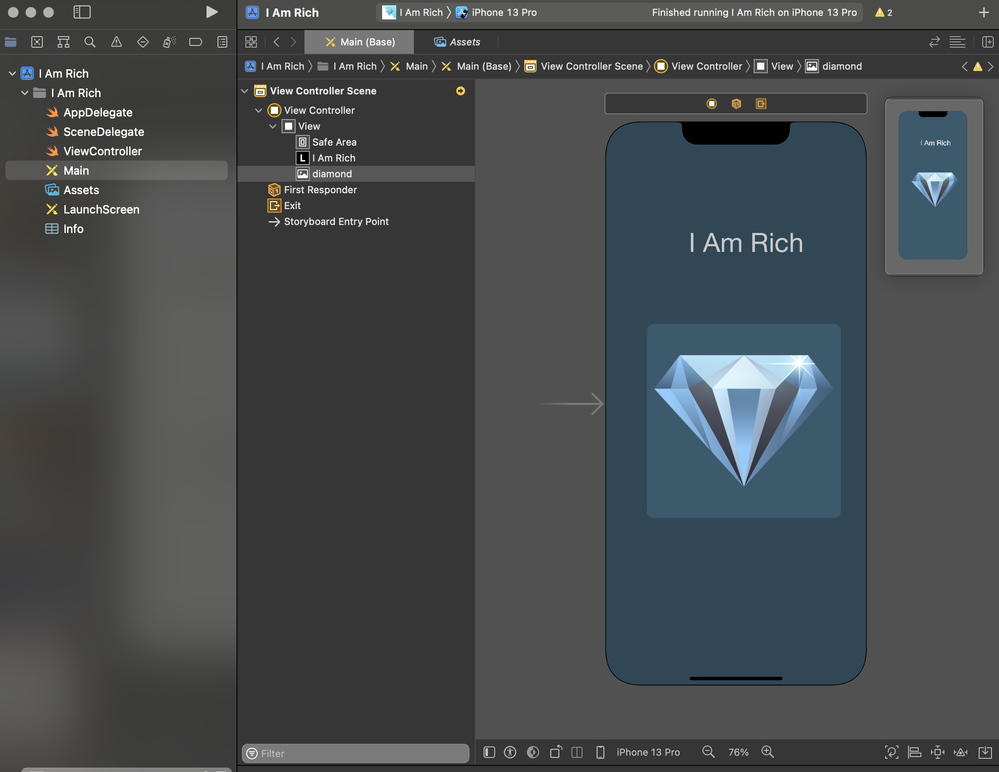 I Am Rich
I Am Rich iPhone 13 Pro
Finished running I Am Rich on iPhone 13 Pro
2
Main (Base)
Assets
I Am Rich I Am Rich Main Main (Base) View Controller Scene View Controller View diamond
I Am Rich
I Am Rich
AppDelegate
SceneDelegate
ViewController
Main
Assets
LaunchScreen
Info
View Controller Scene
View Controller
View
Safe Area
L I Am Rich
diamond
First Responder
Exit
Storyboard Entry Point
I Am Rich
I Am Rich
Filter
iPhone 13 Pro
76%